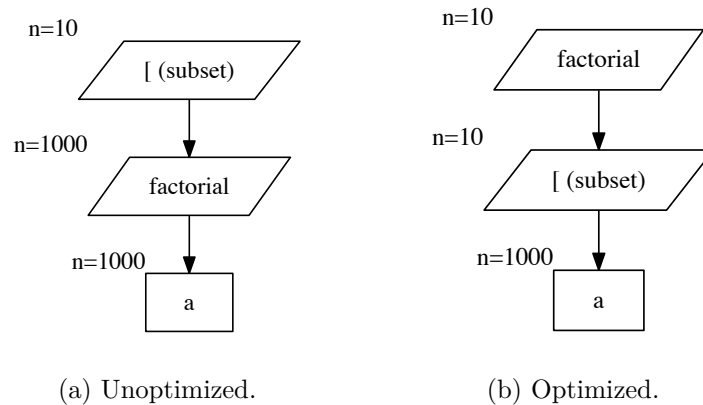 n=10
[ (subset)
n=1000
factorial
n=1000
a
(a) Unoptimized.
n=10
factorial
n=10
[ (subset)
n=1000
a
(b) Optimized.